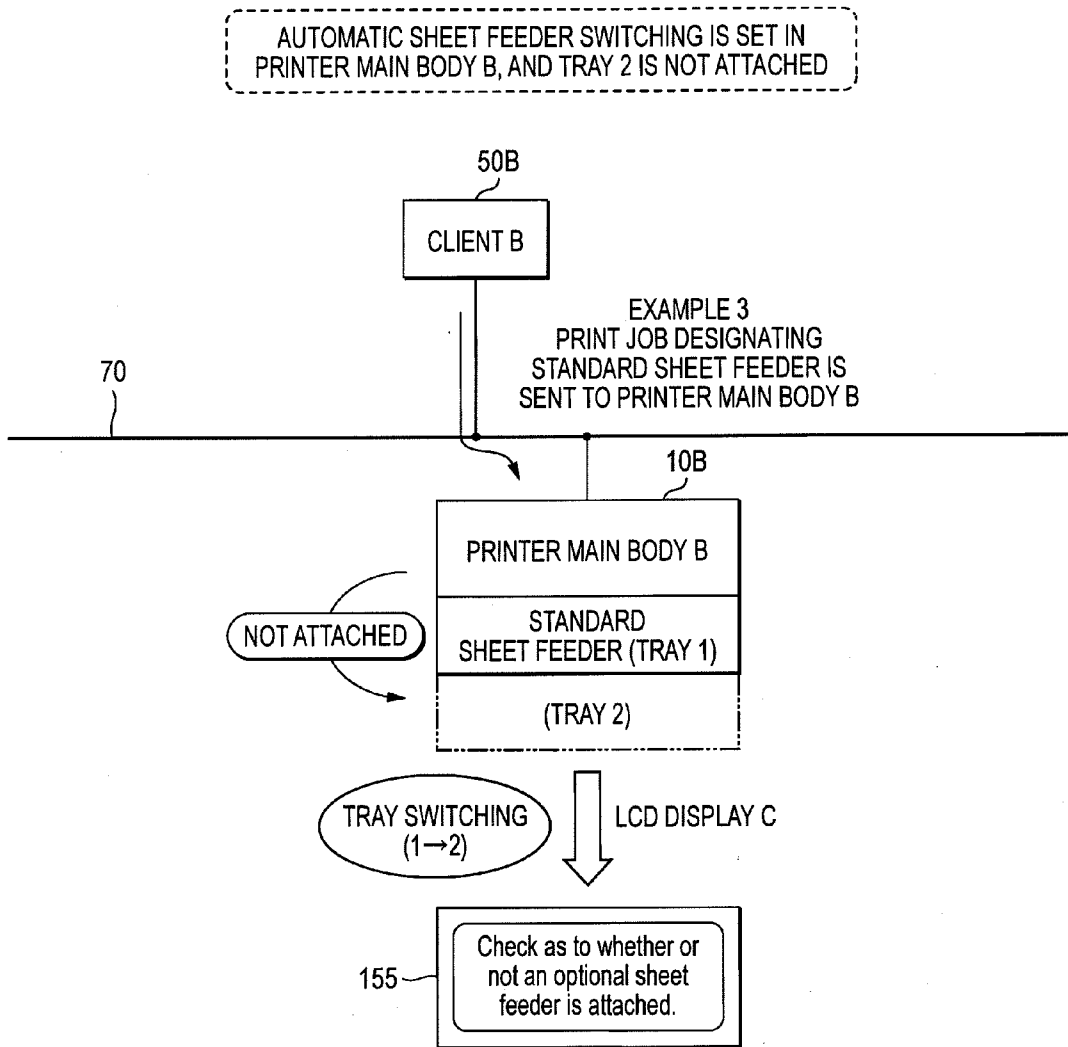 AUTOMATIC SHEET FEEDER SWITCHING IS SET IN
PRINTER MAIN BODY B, AND TRAY 2 IS NOT ATTACHED
50B
CLIENT B
EXAMPLE 3
PRINT JOB DESIGNATING
STANDARD SHEET FEEDER IS
SENT TO PRINTER MAIN BODY B
70
10B
PRINTER MAIN BODY B
NOT ATTACHED
STANDARD
SHEET FEEDER (TRAY 1)
(TRAY 2)
TRAY SWITCHING
(1→2)
LCD DISPLAY C
155
Check as to whether or
not an optional sheet
feeder is attached.